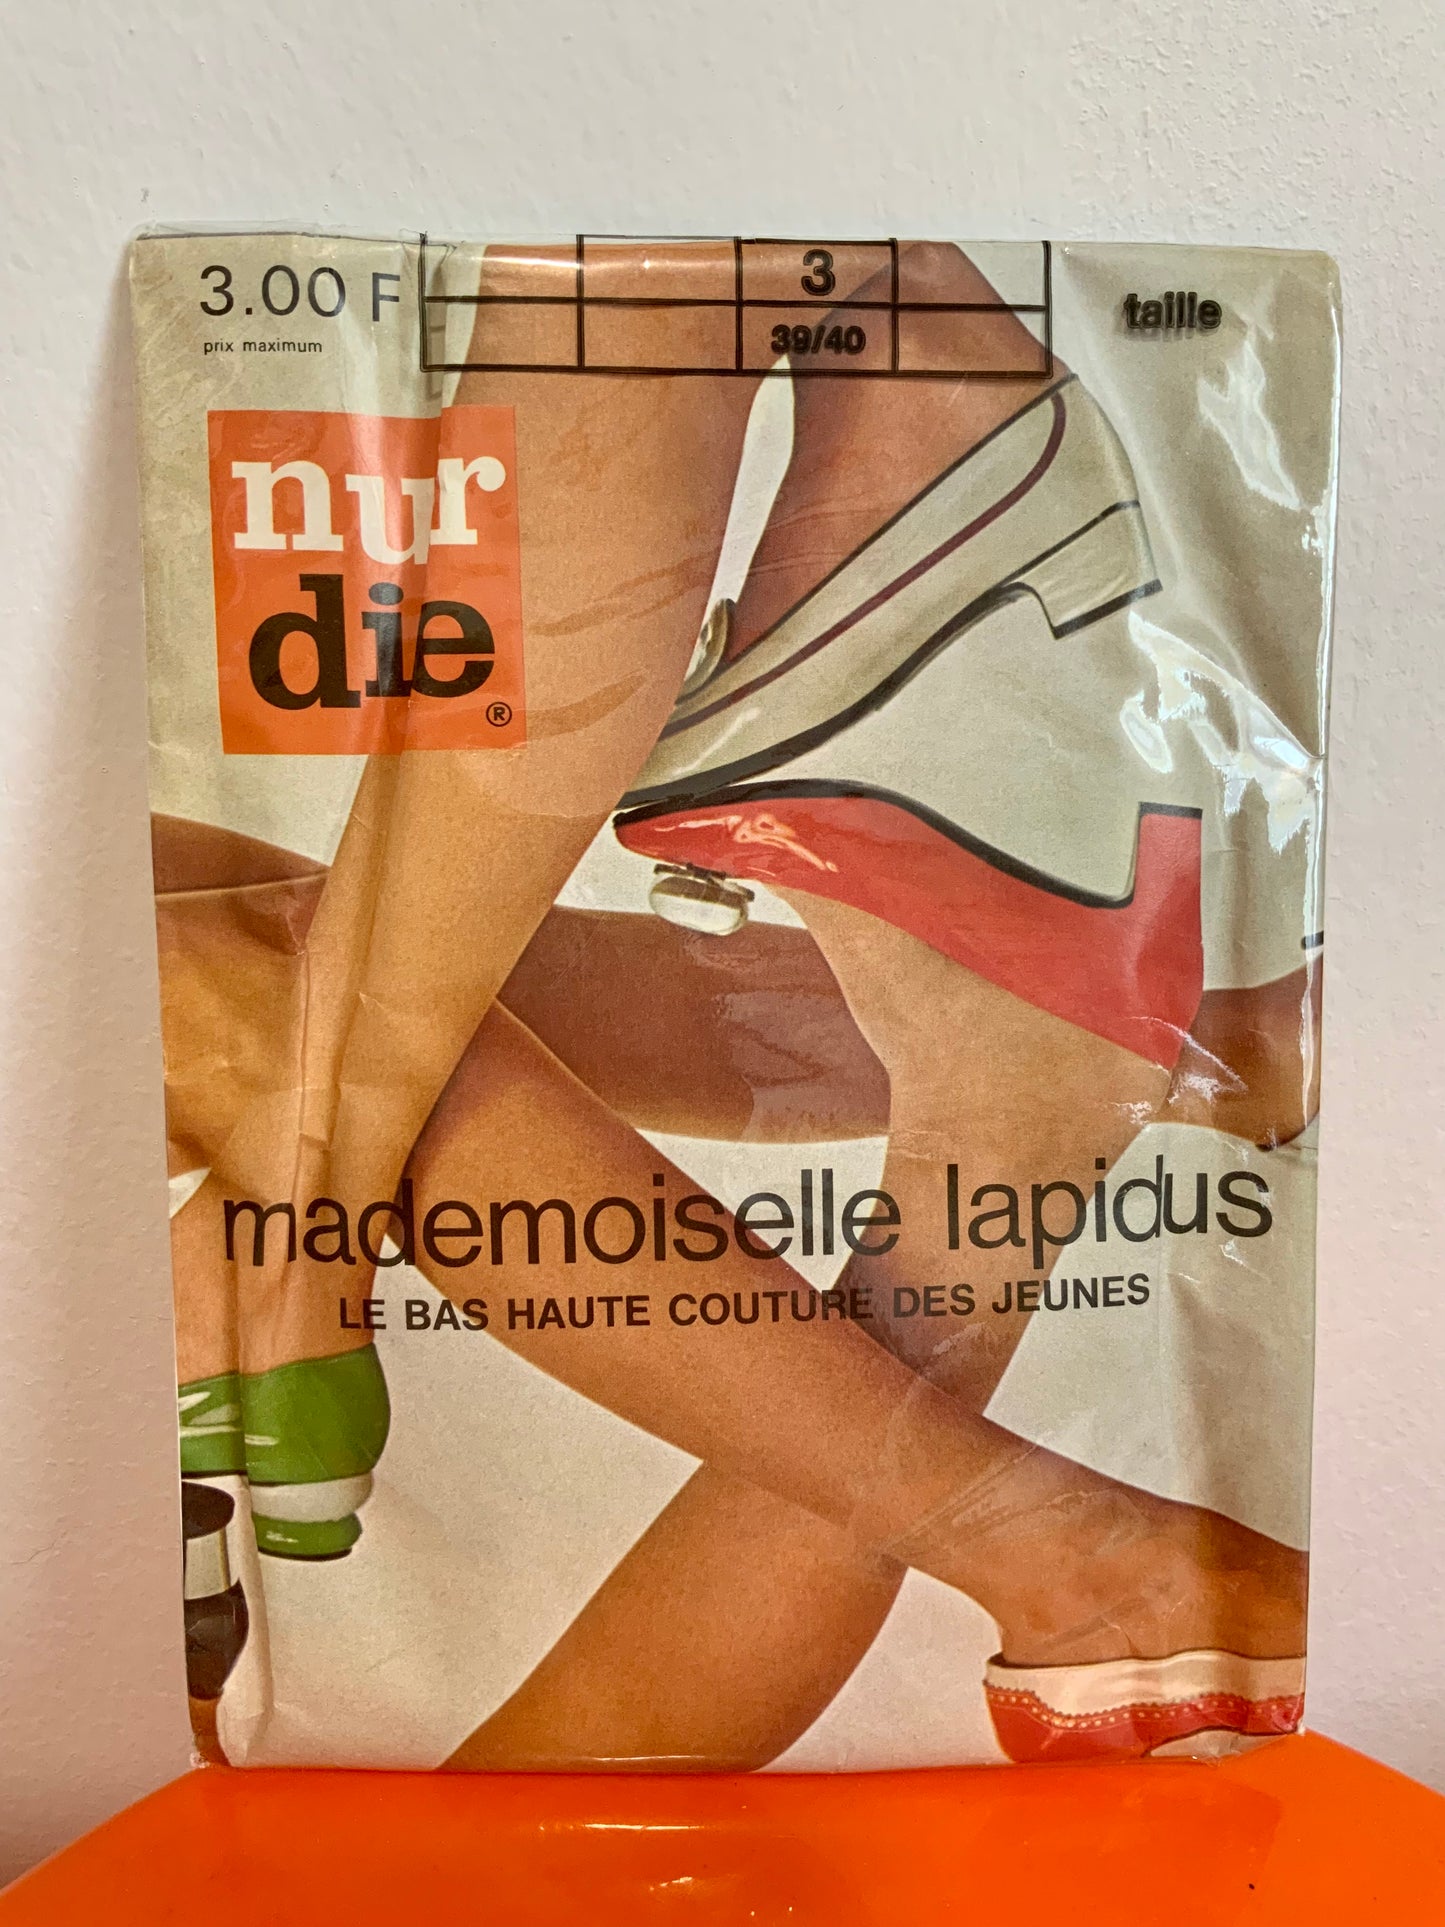 3.00 F
prix maximum
3
39/40
taille
nur
die
®
mademoiselle lapidus
LE BAS HAUTE COUTURE DES JEUNES